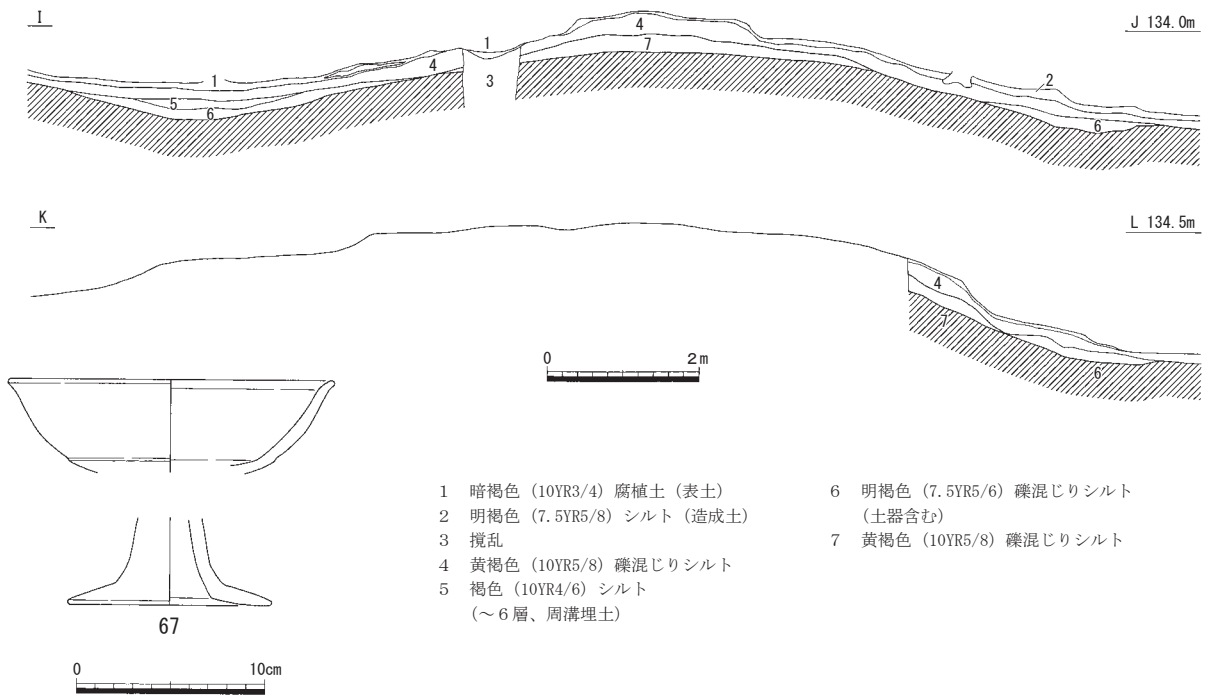 I
J 134.0m
4
1
7
1
4
3
2
5
6
6
K
L 134.5m
4
7
6
0 2m
67
0 10cm
1 暗褐色（10YR3/4）腐植土（表土）
2 明褐色（7.5YR5/8）シルト（造成土）
3 撹乱
4 黄褐色（10YR5/8）礫混じりシルト
5 褐色（10YR4/6）シルト
（～６層、周溝埋土）
6 明褐色（7.5YR5/6）礫混じりシルト
（土器含む）
7 黄褐色（10YR5/8）礫混じりシルト